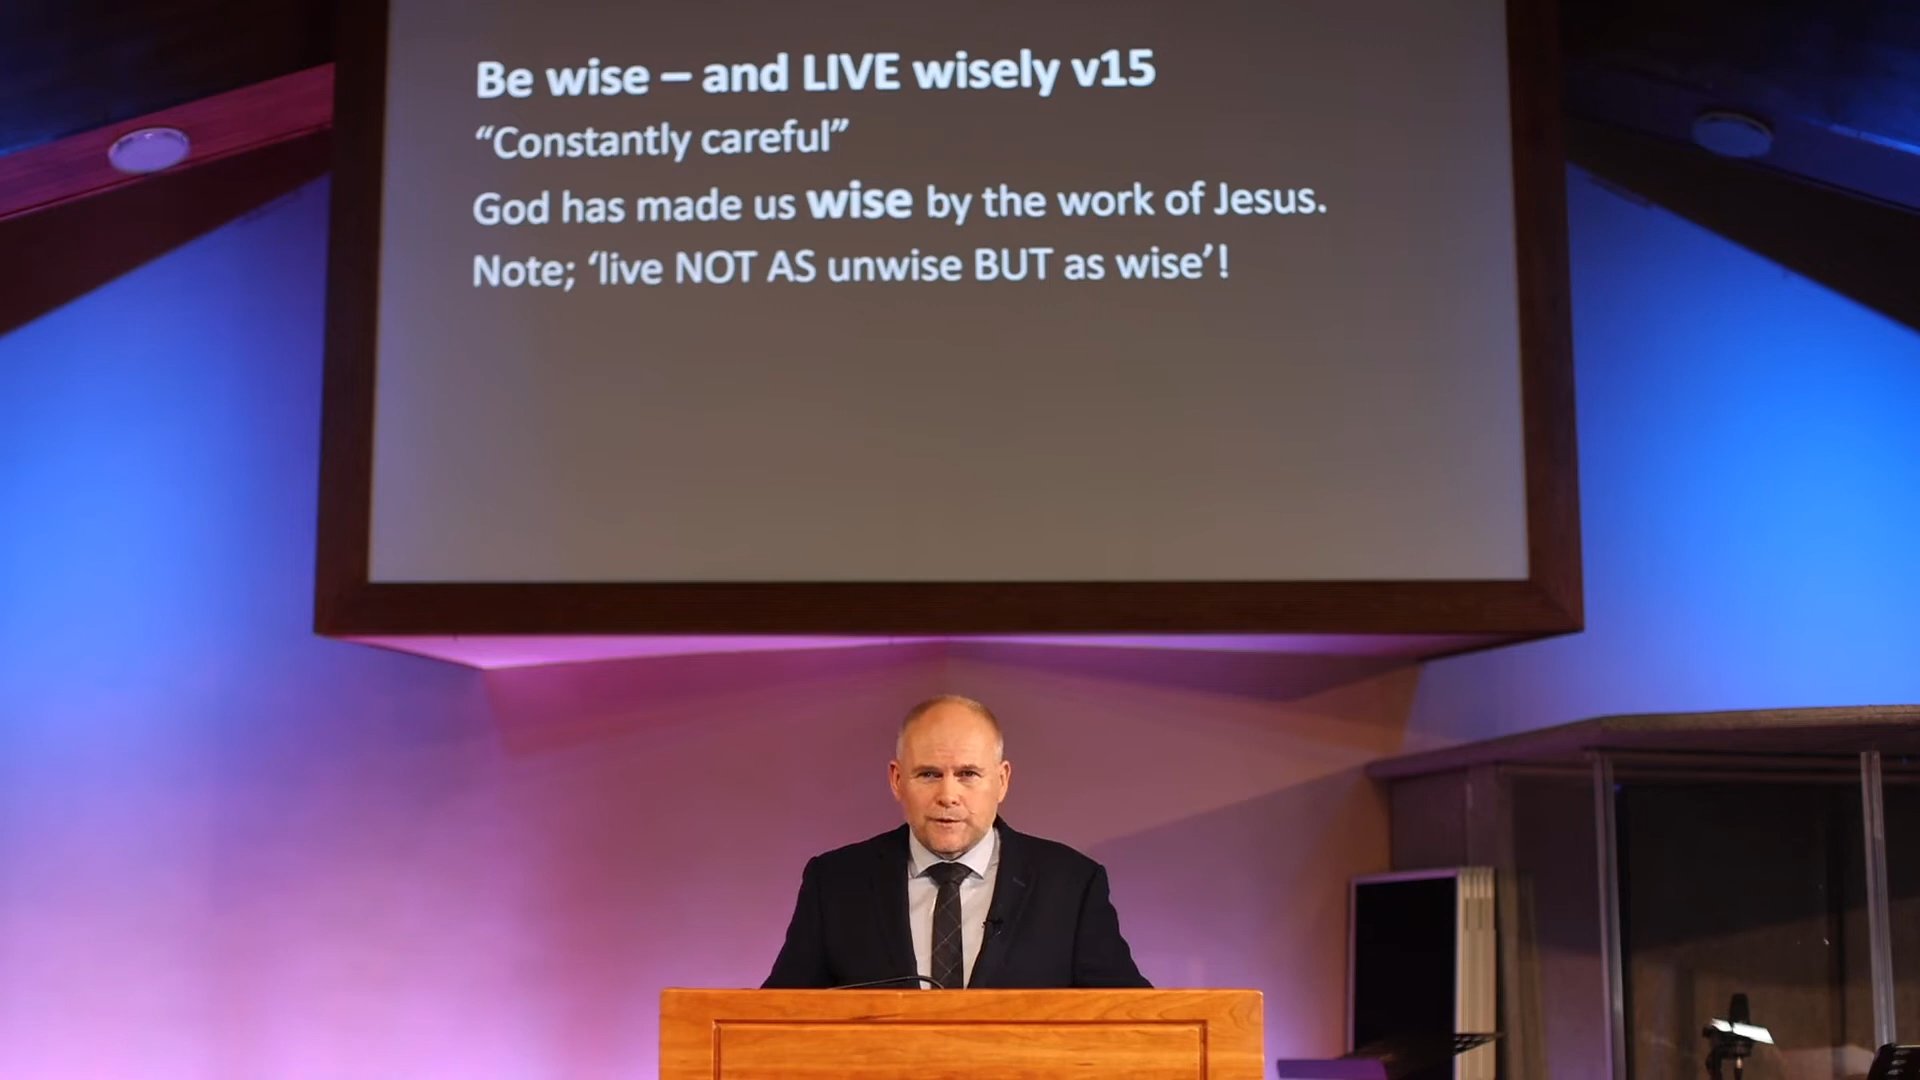 Be wise – and LIVE wisely v15
“Constantly careful”
God has made us wise by the work of Jesus.
Note; ‘live NOT AS unwise BUT as wise’!